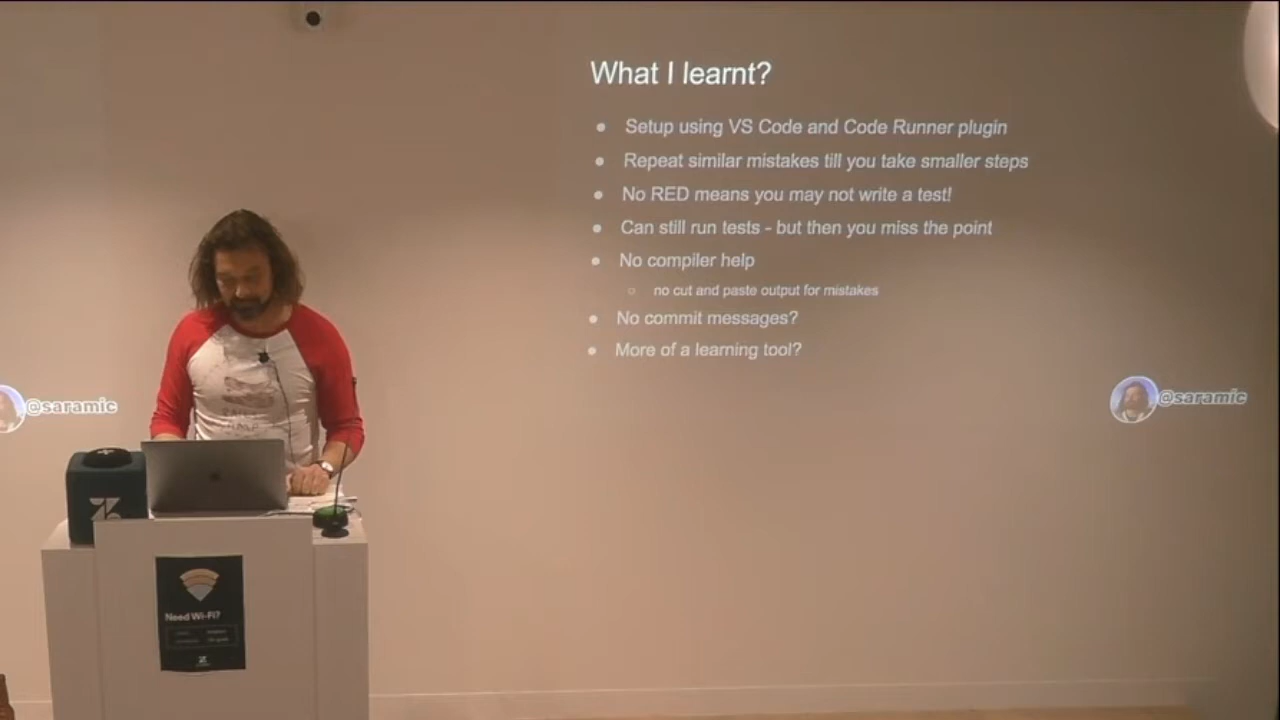 What I learnt?
Setup using VS Code and Code Runner plugin
Repeat similar mistakes till you take smaller steps
No RED means you may not write a test!
Can still run tests - but then you miss the point
No compiler help
no cut and paste output for mistakes
No commit messages?
More of a learning tool?
@saramic
@saramic
Need Wi-Fi?